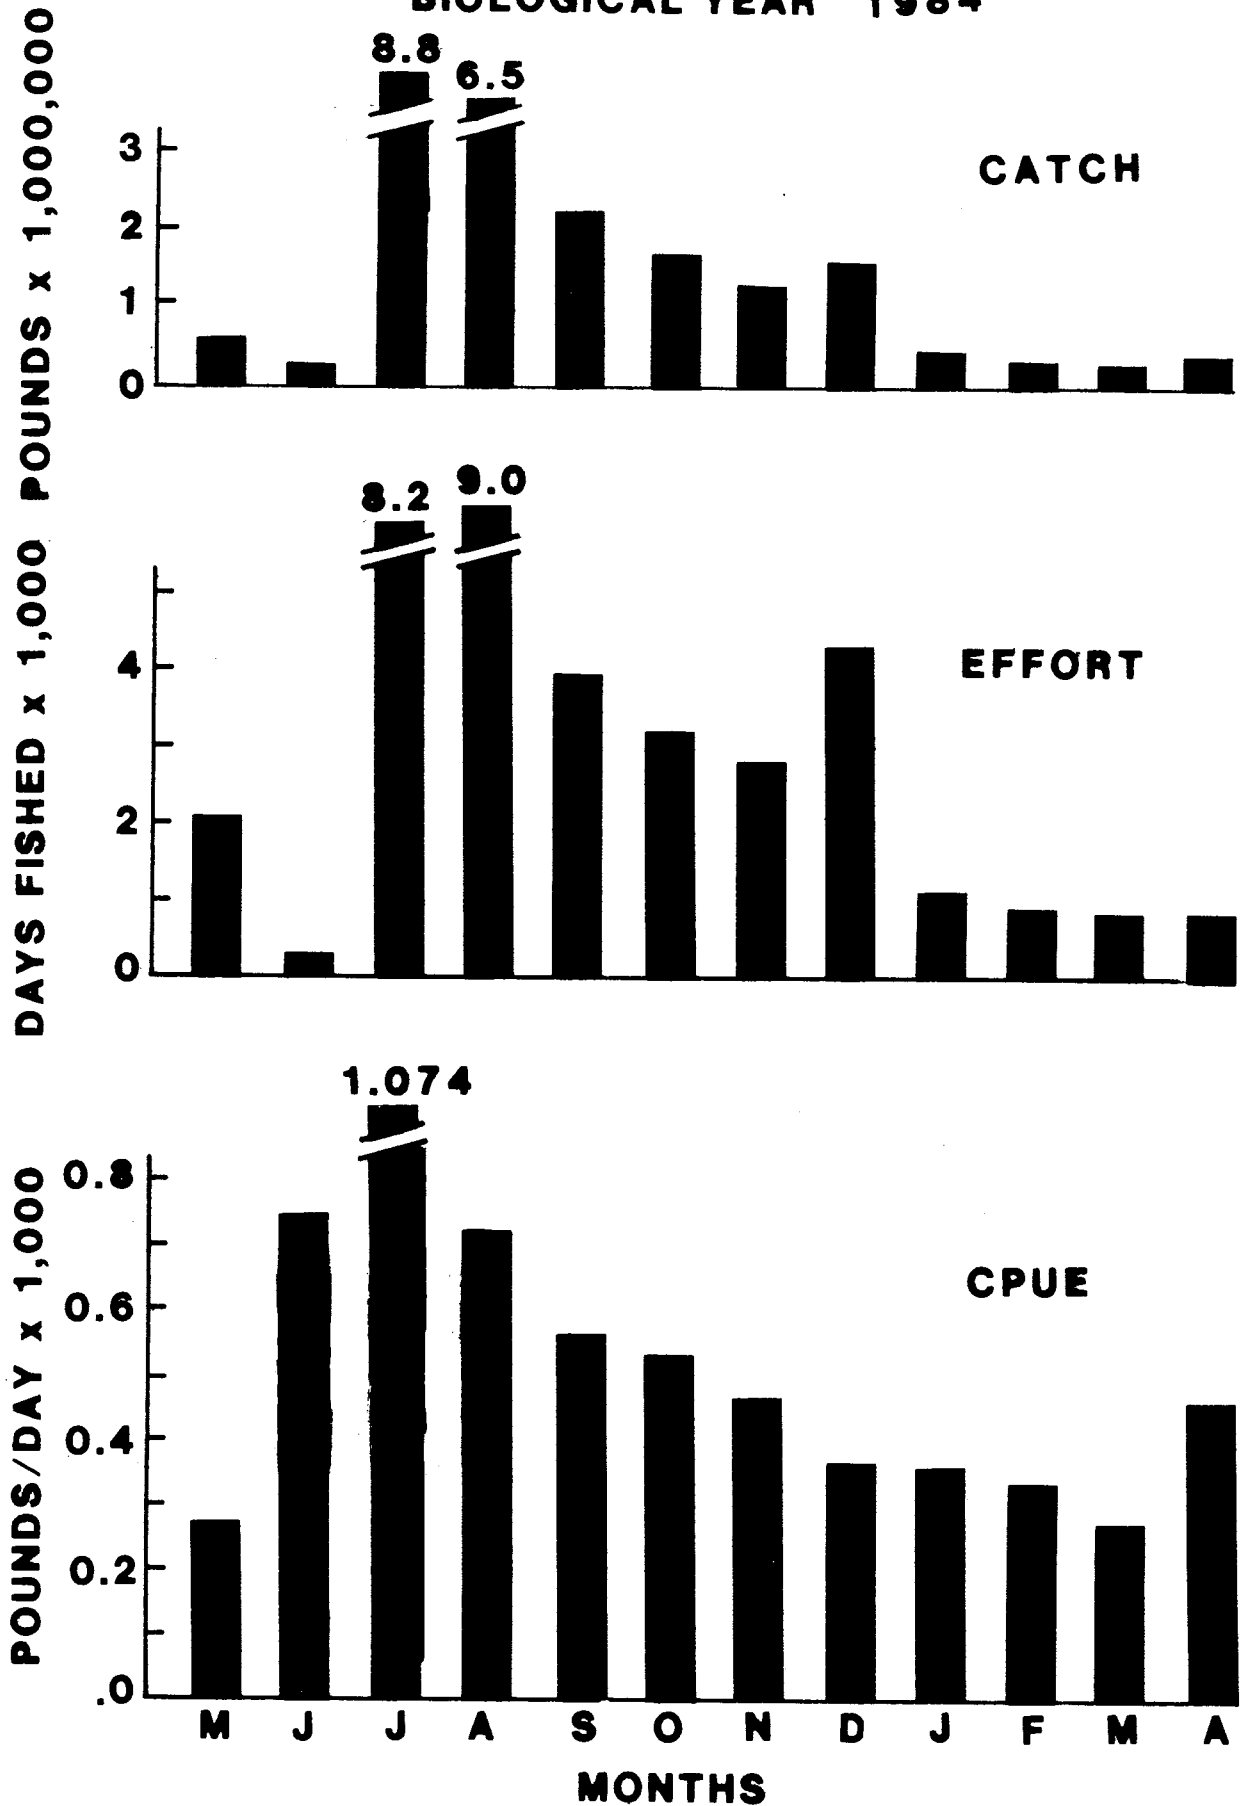 BIOLOGICAL YEAR 1984
POUNDS x 1,000,000
8.8
6.5
3
2
1
0
CATCH
DAYS FISHED x 1,000
8.2
9.0
4
2
0
EFFORT
POUNDS/DAY x 1,000
1.074
0.8
0.6
0.4
0.2
.0
CPUE
M J J A S O N D J F M A
MONTHS